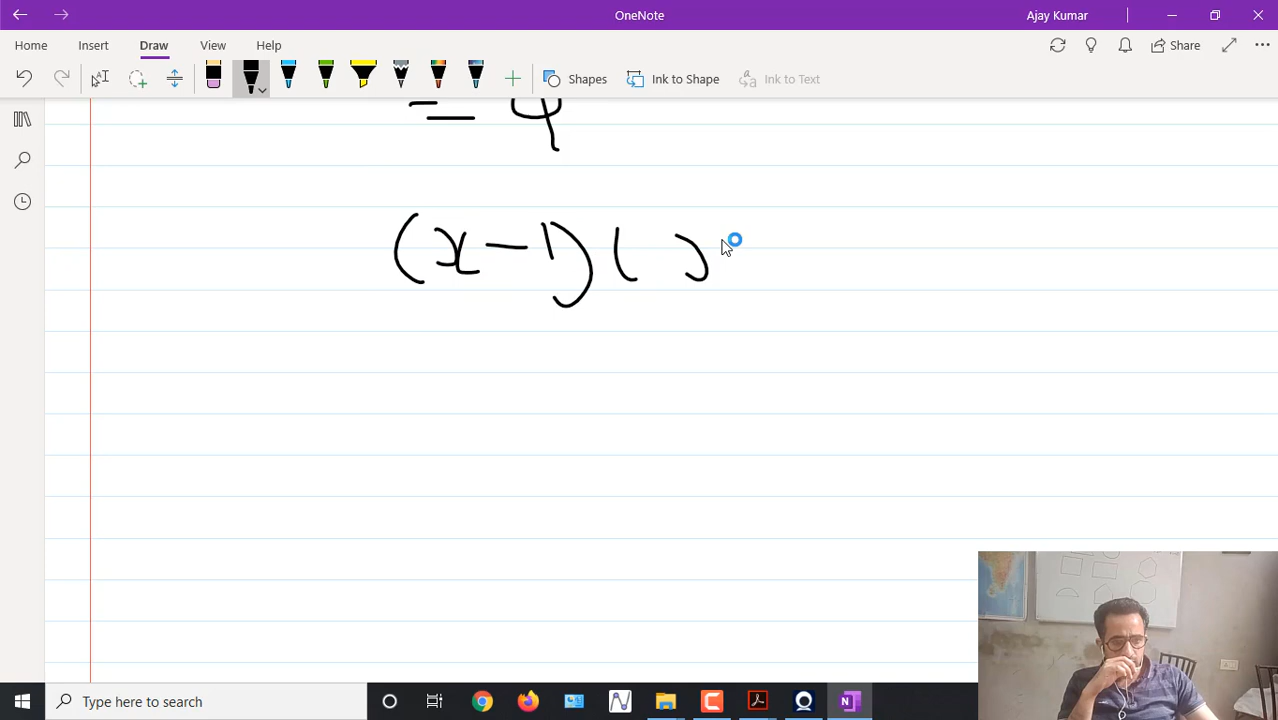 OneNote
Ajay Kumar
Home Insert Draw View Help
Share
Shapes
Ink to Shape
Ink to Text
= 4
(x-1)(
Type here to search